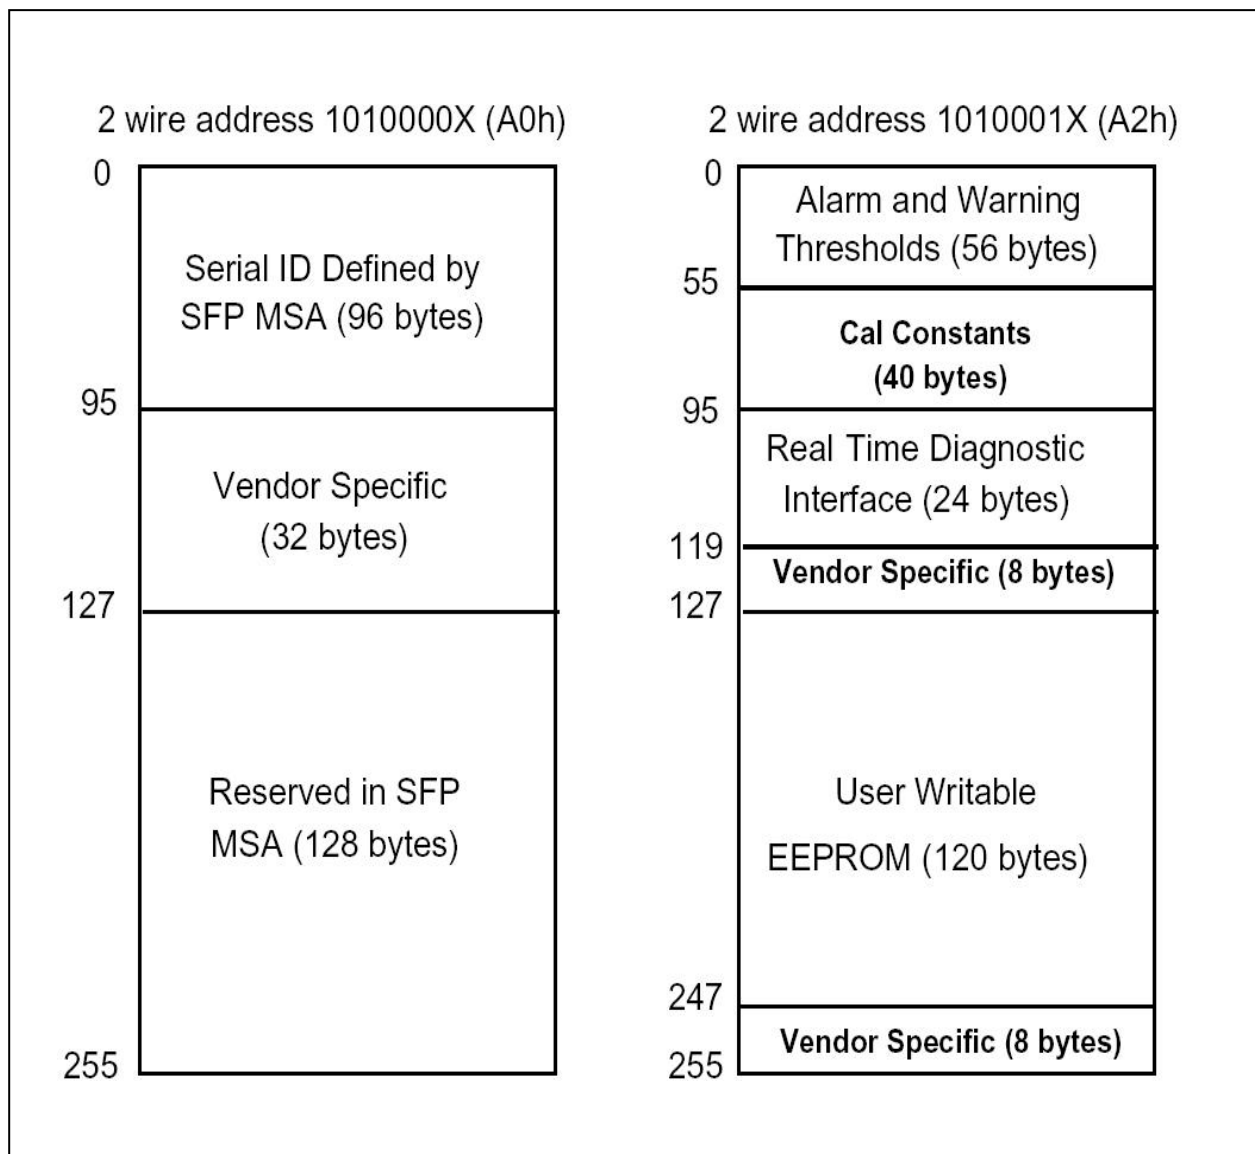 2 wire address 1010000X (A0h)
0
Serial ID Defined by
SFP MSA (96 bytes)
95
Vendor Specific
(32 bytes)
127
Reserved in SFP
MSA (128 bytes)
255
2 wire address 1010001X (A2h)
0
Alarm and Warning
Thresholds (56 bytes)
55
Cal Constants
(40 bytes)
95
Real Time Diagnostic
Interface (24 bytes)
119
Vendor Specific (8 bytes)
127
User Writable
EEPROM (120 bytes)
247
Vendor Specific (8 bytes)
255